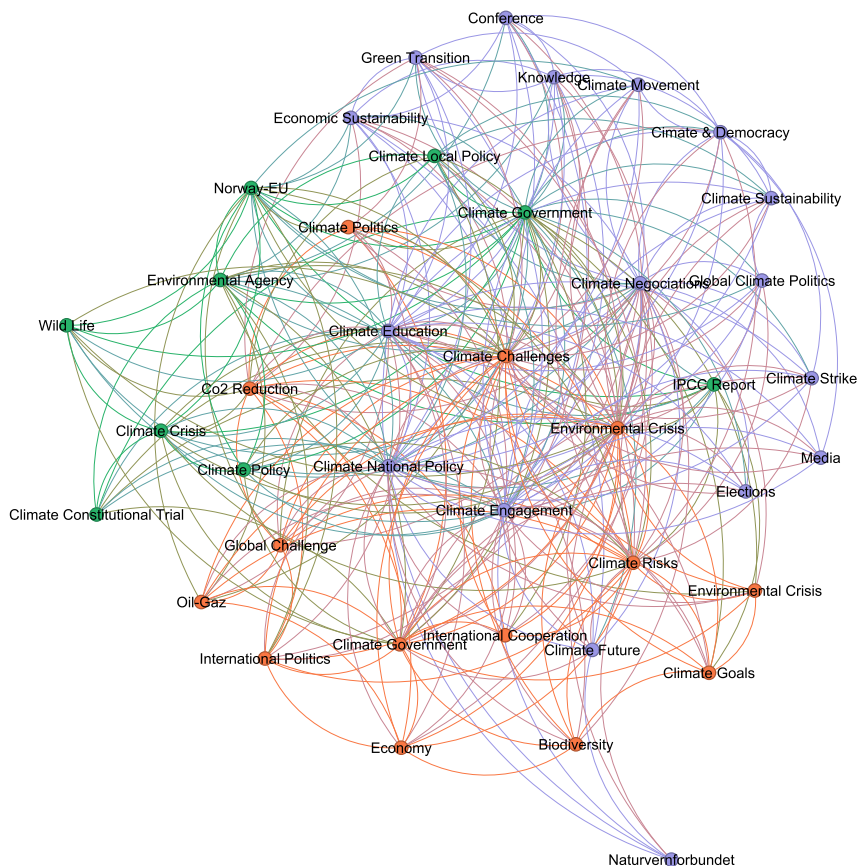 Conference
Green Transition
Knowledge
Climate Movement
Economic Sustainability
Cimate & Democracy
Climate Local Policy
Norway-EU
Climate Sustainability
Climate Government
Climate Politics
Environmental Agency
Climate Negociations
Global Climate Politics
Wild Life
Climate Education
Climate Challenges
Co2 Reduction
IPCC Report
Climate Strike
Climate Crisis
Environmental Crisis
Climate Policy
Climate National Policy
Media
Elections
Climate Constitutional Trial
Climate Engagement
Global Challenge
Climate Risks
Environmental Crisis
Oil-Gaz
International Cooperation
Climate Government
Climate Future
International Politics
Climate Goals
Economy
Biodiversity
Naturvernforbundet